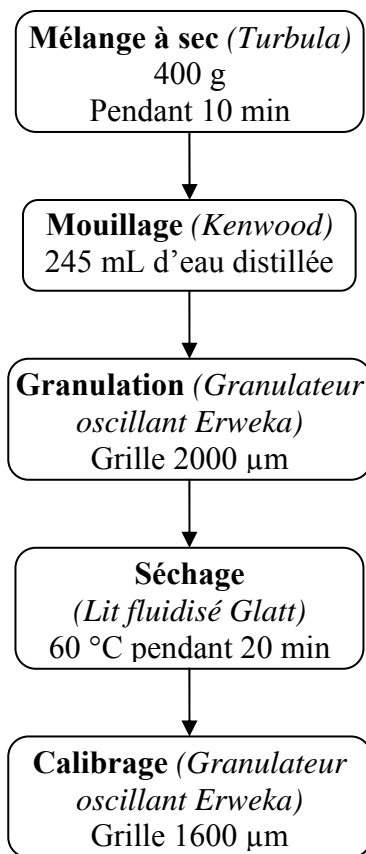 Mélange à sec (Turbula)
400 g
Pendant 10 min
Mouillage (Kenwood)
245 mL d’eau distillée
Granulation (Granulateur
oscillant Erweka)
Grille 2000 µm
Séchage
(Lit fluidisé Glatt)
60 °C pendant 20 min
Calibrage (Granulateur
oscillant Erweka)
Grille 1600 µm